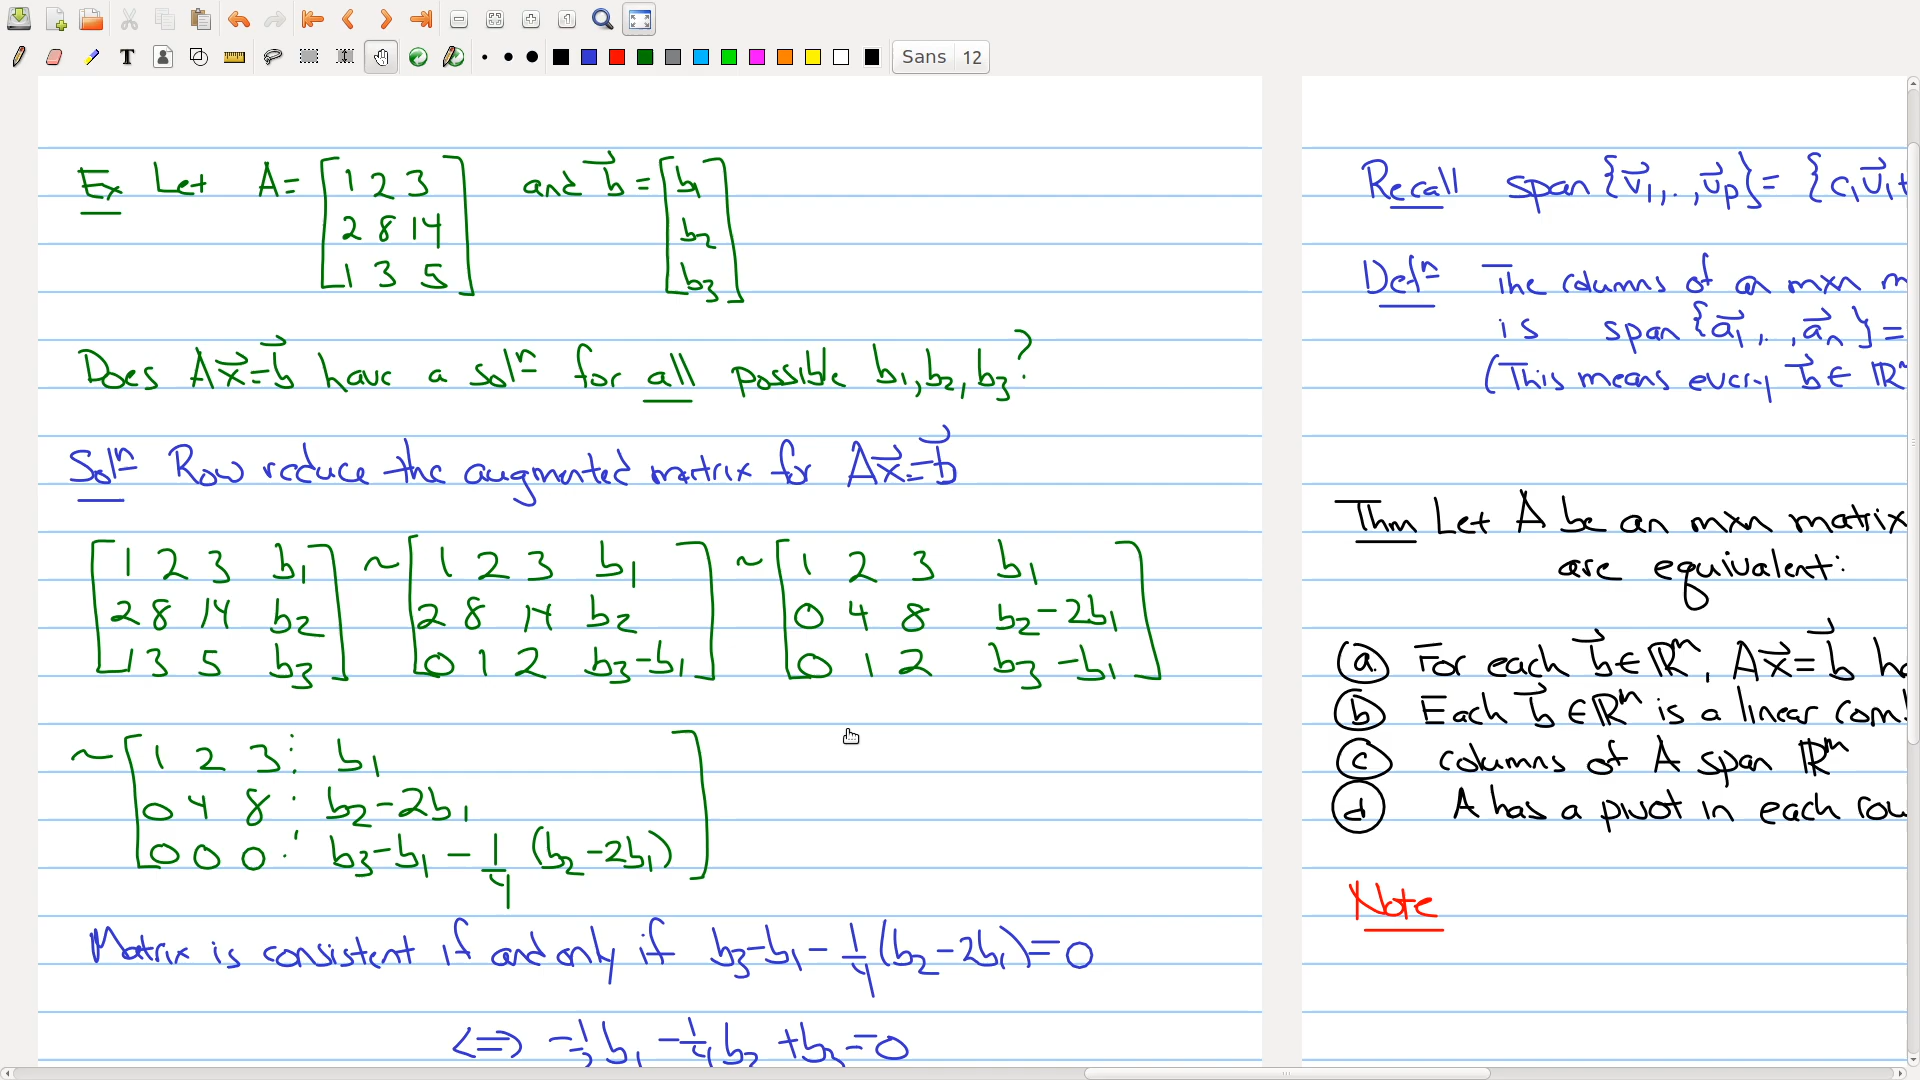 Sans 12
Ex Let A= [1 2 3 and b⃗ = [b₁
2 8 14 b₂
1 3 5] b₃]
Does Ax⃗=b⃗ have a solⁿ for all possible b₁,b₂,b₃?
Solⁿ Row reduce the augmented matrix for Ax⃗=b⃗
[1 2 3 b₁ ~ [1 2 3 b₁ ~ [1 2 3 b₁
2 8 14 b₂ 2 8 14 b₂ 0 4 8 b₂-2b₁
1 3 5 b₃] 0 1 2 b₃-b₁] 0 1 2 b₃-b₁]
~ [1 2 3 : b₁
0 4 8 : b₂-2b₁
0 0 0 : b₃-b₁ - 1/4 (b₂-2b₁)]
Matrix is consistent if and only if b₃-b₁ - 1/4 (b₂-2b₁)=0
<=> -1/2 b₁ -1/4 b₂ +b₃=0
Recall span {v⃗₁,..,v⃗p}= {c₁v⃗₁+
Defⁿ The columns of an mxn m
is span {a⃗₁,..,a⃗n}=
(This means every b⃗ ∈ ℝᵐ
Thm Let A be an mxn matrix
are equivalent:
(a) For each b⃗∈ℝᵐ, Ax⃗=b⃗ ha
(b) Each b⃗ ∈ℝᵐ is a linear com
(c) columns of A span ℝᵐ
(d) A has a pivot in each row
Note